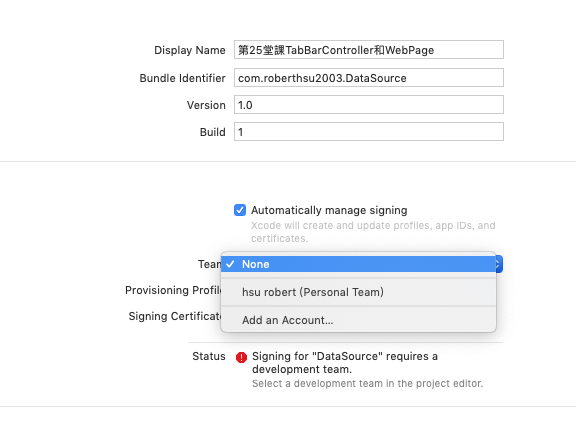 Display Name 第25堂課TabBarController和WebPage
Bundle Identifier com.roberthsu2003.DataSource
Version 1.0
Build 1
Automatically manage signing
Xcode will create and update profiles, app IDs, and
certificates.
Team None
Provisioning Profile hsu robert (Personal Team)
Signing Certificate Add an Account...
Status Signing for "DataSource" requires a
development team.
Select a development team in the project editor.